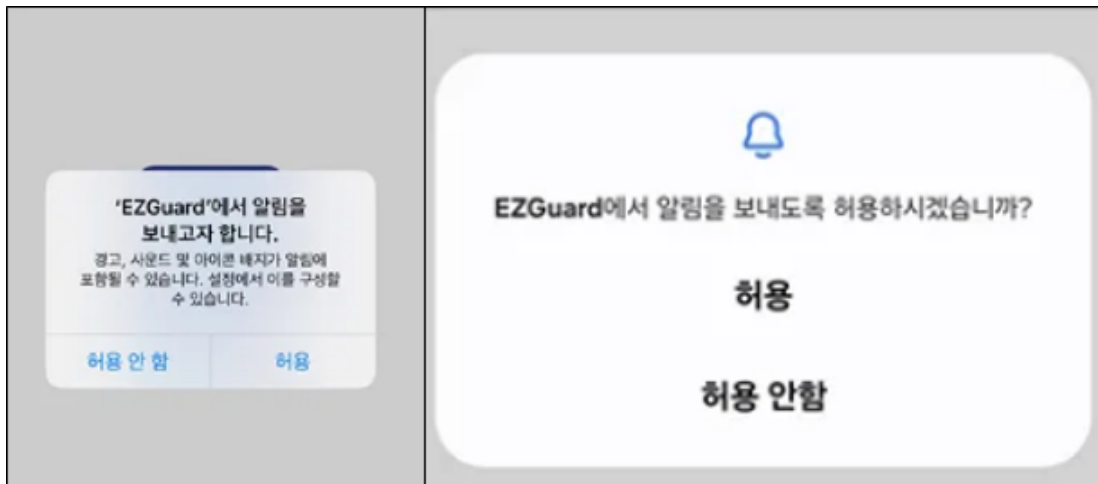 'EZGuard'에서 알림을
보내고자 합니다.
경고, 사운드 및 아이콘 배지가 알림에
포함될 수 있습니다. 설정에서 이를 구성할
수 있습니다.
허용 안 함
허용
EZGuard에서 알림을 보내도록 허용하시겠습니까?
허용
허용 안함